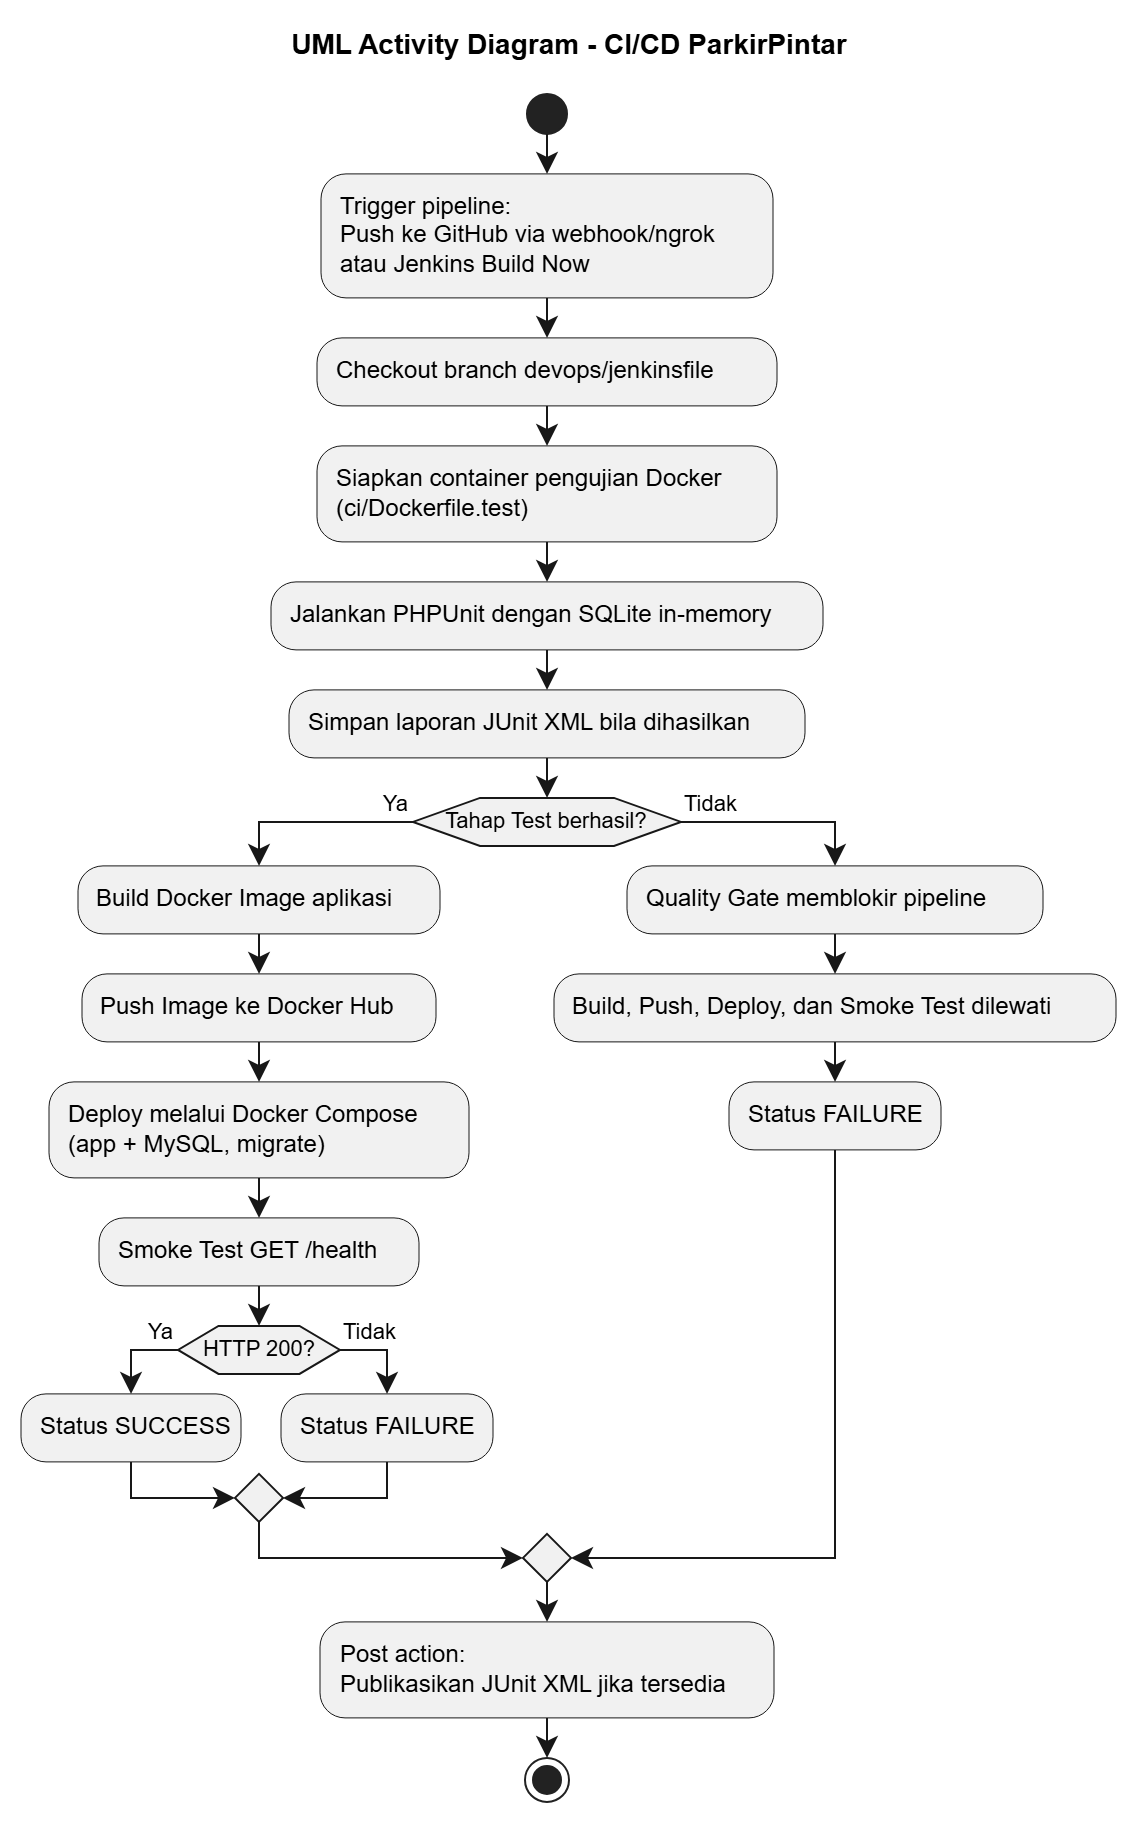 UML Activity Diagram - CI/CD ParkirPintar
Trigger pipeline:
Push ke GitHub via webhook/ngrok
atau Jenkins Build Now
Checkout branch devops/jenkinsfile
Siapkan container pengujian Docker
(ci/Dockerfile.test)
Jalankan PHPUnit dengan SQLite in-memory
Simpan laporan JUnit XML bila dihasilkan
Tahap Test berhasil?
Ya
Tidak
Build Docker Image aplikasi
Push Image ke Docker Hub
Deploy melalui Docker Compose
(app + MySQL, migrate)
Smoke Test GET /health
HTTP 200?
Ya
Tidak
Status SUCCESS
Status FAILURE
Quality Gate memblokir pipeline
Build, Push, Deploy, dan Smoke Test dilewati
Status FAILURE
Post action:
Publikasikan JUnit XML jika tersedia